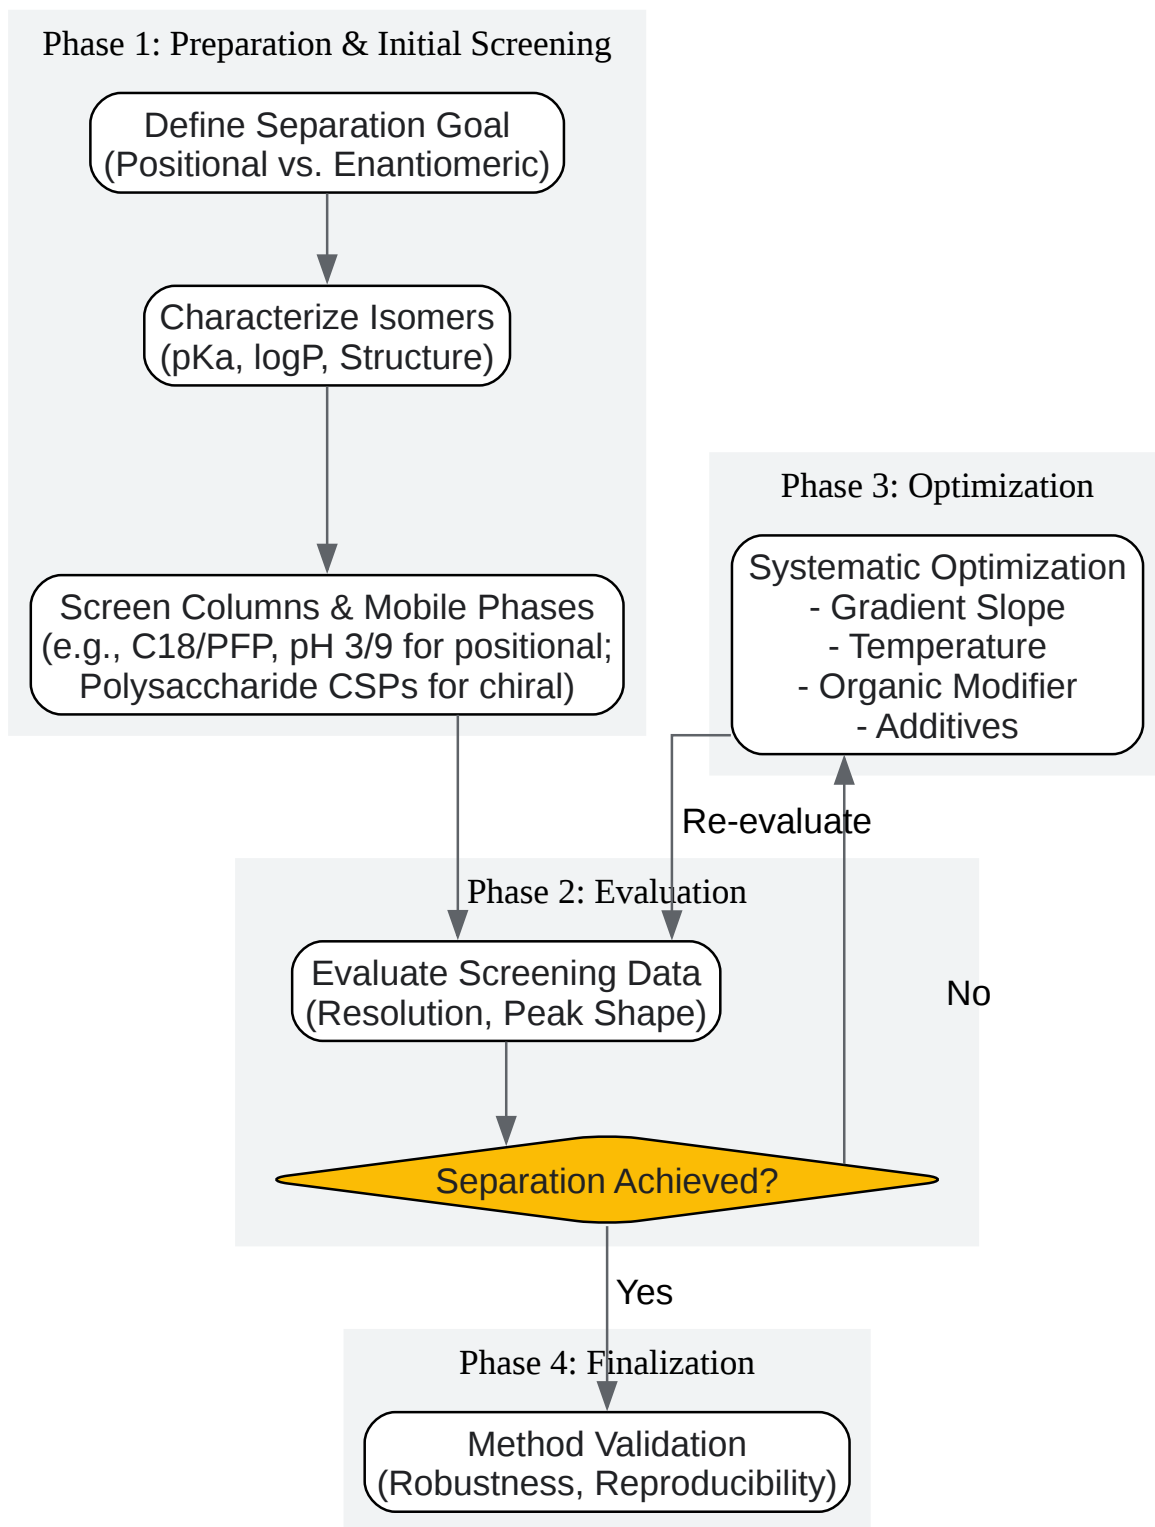 Phase 1: Preparation & Initial Screening
Define Separation Goal
(Positional vs. Enantiomeric)
Characterize Isomers
(pKa, logP, Structure)
Screen Columns & Mobile Phases
(e.g., C18/PFP, pH 3/9 for positional;
Polysaccharide CSPs for chiral)
Phase 3: Optimization
Systematic Optimization
- Gradient Slope
- Temperature
- Organic Modifier
- Additives
Re-evaluate
Phase 2: Evaluation
Evaluate Screening Data
(Resolution, Peak Shape)
No
Separation Achieved?
Yes
Phase 4: Finalization
Method Validation
(Robustness, Reproducibility)